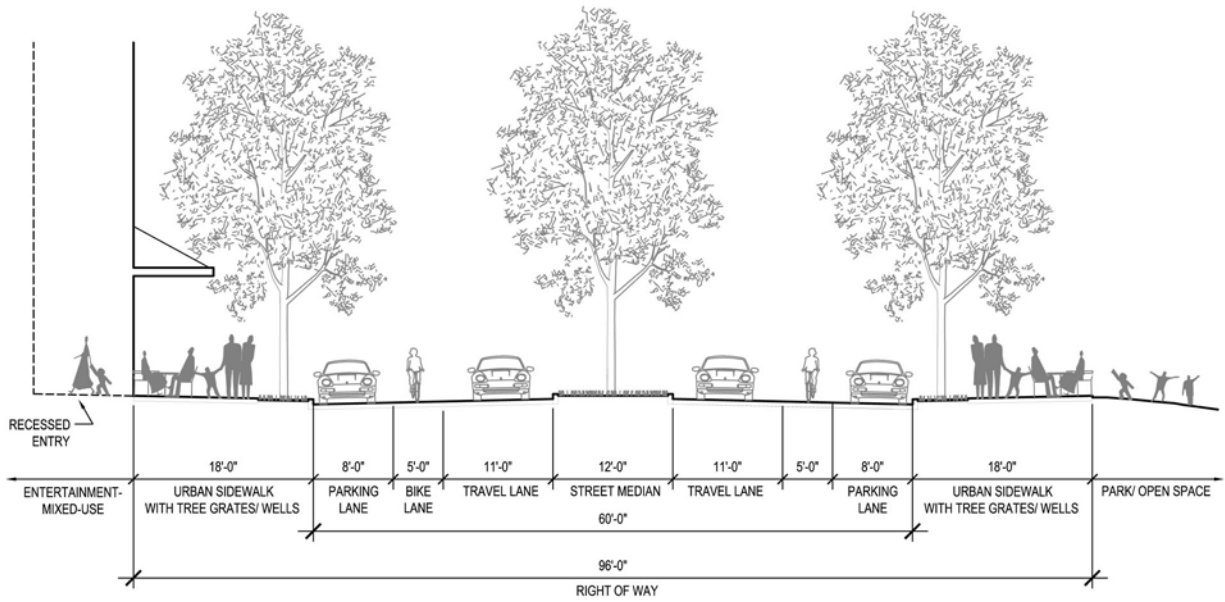 RECESSED
ENTRY
18'-0"
8'-0"
5'-0"
11'-0"
12'-0"
11'-0"
5'-0"
8'-0"
18'-0"
ENTERTAINMENT-
MIXED-USE
URBAN SIDEWALK
WITH TREE GRATES/ WELLS
PARKING
LANE
BIKE
LANE
TRAVEL LANE
STREET MEDIAN
TRAVEL LANE
PARKING
LANE
URBAN SIDEWALK
WITH TREE GRATES/ WELLS
PARK/ OPEN SPACE
60'-0"
96'-0"
RIGHT OF WAY